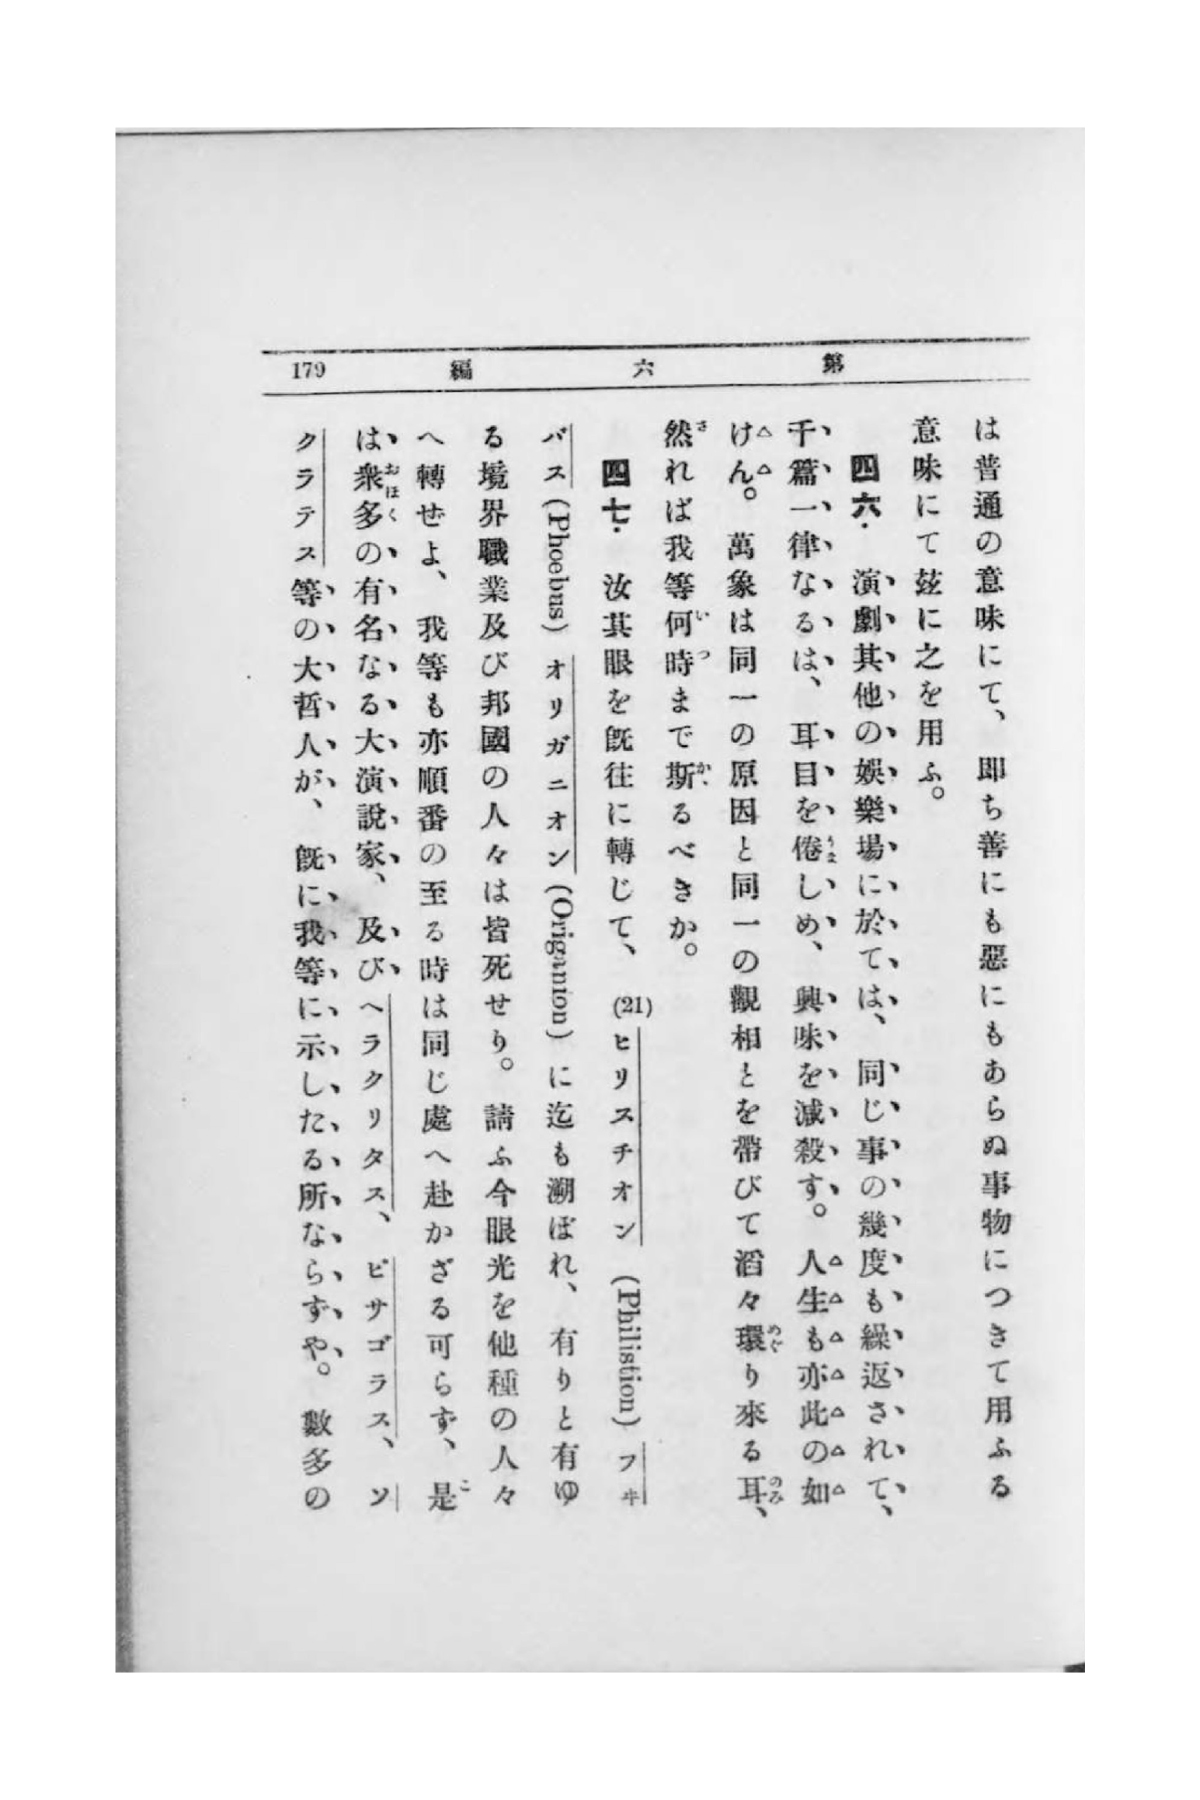 第六編 179
は普通の意味にて、即ち善にも惡にもあらぬ事物につきて用ふる
意味にて玆に之を用ふ。
四六. 演劇其他の娛樂場に於ては、同じ事の幾度も繰返されて、
千篇一律なるは、耳目を倦しめ、興味を減殺す。人生も亦此の如
けん。萬象は同一の原因と同一の觀相とを帶びて滔々環り來る耳、
然れば我等何時まで斯るべきか。
四七. 汝其眼を旣往に轉じて、(21)ヒリスチオン (Philistion) フヰ
バス (Phoebus) オリガニオン (Origanion) に迄も溯ぼれ、有りと有ゆ
る境界職業及び邦國の人々は皆死せり。請ふ今眼光を他種の人々
へ轉せよ、我等も亦順番の至る時は同じ處へ赴かざる可らず、是
は衆多の有名なる大演說家、及びヘラクリタス、ピサゴラス、ソ
クラテス等の大哲人が、旣に我等に示したる所ならずや。數多の